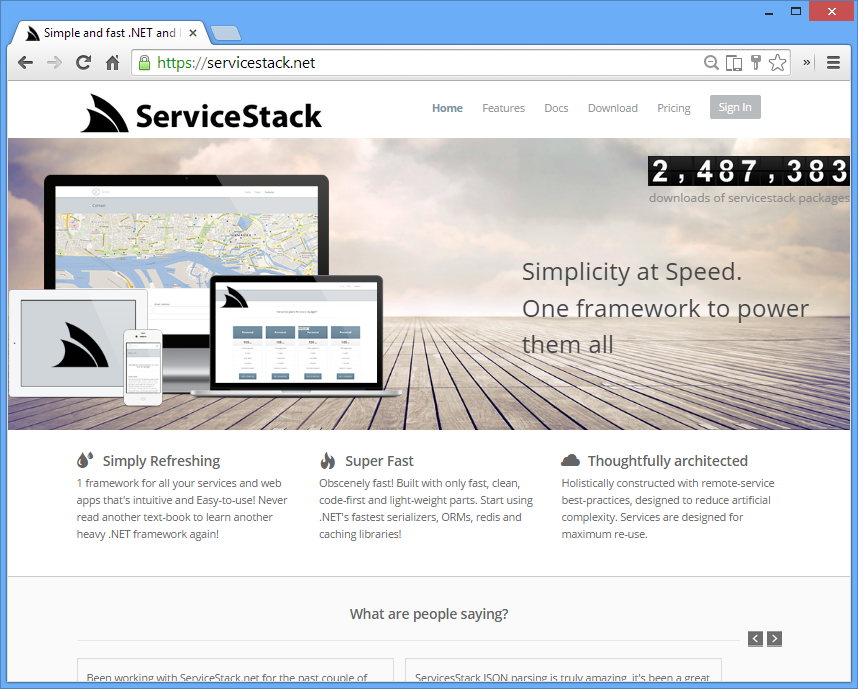 Simple and fast .NET and
https://servicestack.net
ServiceStack
Home Features Docs Download Pricing Sign In
2,487,383
downloads of servicestack packages
Simplicity at Speed.
One framework to power
them all
Simply Refreshing
1 framework for all your services and web
apps that's intuitive and Easy-to-use! Never
read another text-book to learn another
heavy .NET framework again!
Super Fast
Obscenely fast! Built with only fast, clean,
code-first and light-weight parts. Start using
.NET's fastest serializers, ORMs, redis and
caching libraries!
Thoughtfully architected
Holistically constructed with remote-service
best-practices, designed to reduce artificial
complexity. Services are designed for
maximum re-use.
What are people saying?
Been working with ServiceStack.net for the past couple of
ServicesStack JSON parsing is truly amazing, it's been a great